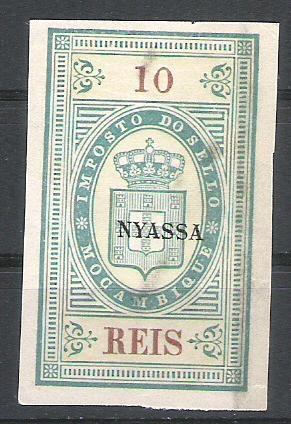 10
IMPOSTO DO SELLO
NYASSA
MOÇAMBIQUE
REIS